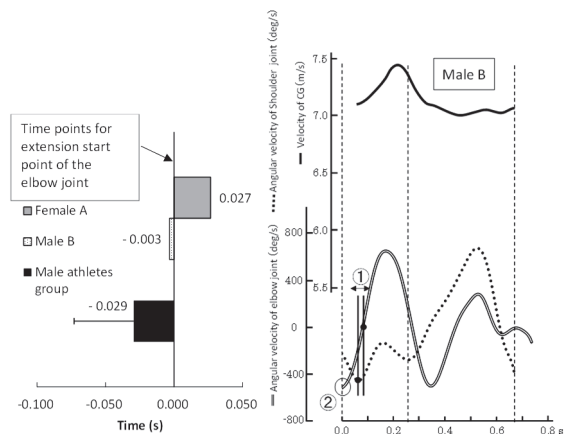 Time points for
extension start
point of the
elbow joint
Female A
Male B
Male athletes
group
0.027
- 0.003
- 0.029
-0.100
-0.050
0.000
0.050
Time (s)
Angular velocity of elbow joint (deg/s)
Angular velocity of Shoulder joint (deg/s)
Velocity of CG (m/s)
Male B
7.5
7.0
6.5
6.0
5.5
800
400
0
-400
-800
①
②
0.0
0.2
0.4
0.6
0.8 s